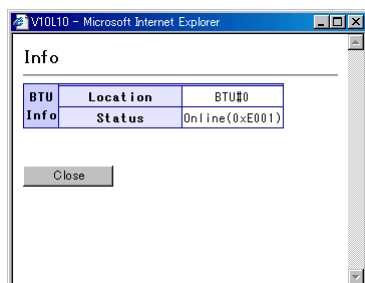 V10L10 - Microsoft Internet Explorer
Info
BTU Info Location BTU#0
Status Online(0xE001)
Close